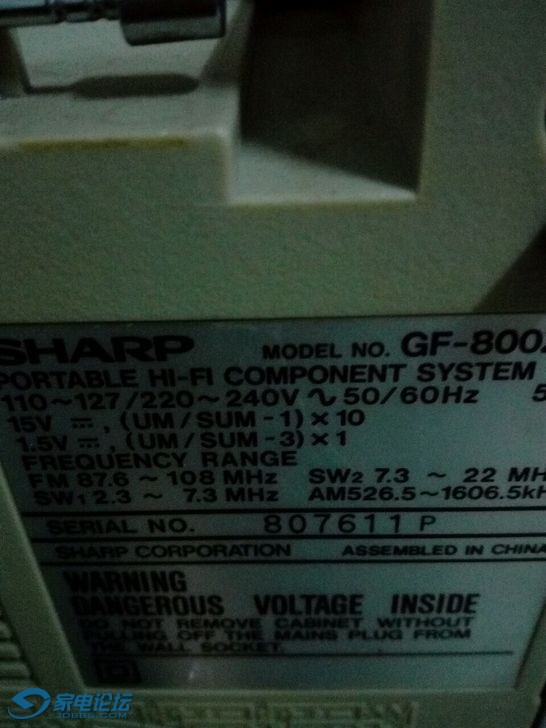 SHARP MODEL NO. GF-800
PORTABLE HI-FI COMPONENT SYSTEM
110~127/220~240V ∿ 50/60Hz 5
15V ⎓, (UM/SUM-1)×10
1.5V ⎓, (UM/SUM-3)×1
FREQUENCY RANGE
FM 87.6 ~ 108 MHz SW2 7.3 ~ 22 MH
SW1 2.3 ~ 7.3 MHz AM526.5~1606.5kH
SERIAL NO. 807611 P
SHARP CORPORATION ASSEMBLED IN CHINA
WARNING
DANGEROUS VOLTAGE INSIDE
DO NOT REMOVE CABINET WITHOUT
PULLING OFF THE MAINS PLUG FROM
THE WALL SOCKET.
家电论坛
JDBBS.COM